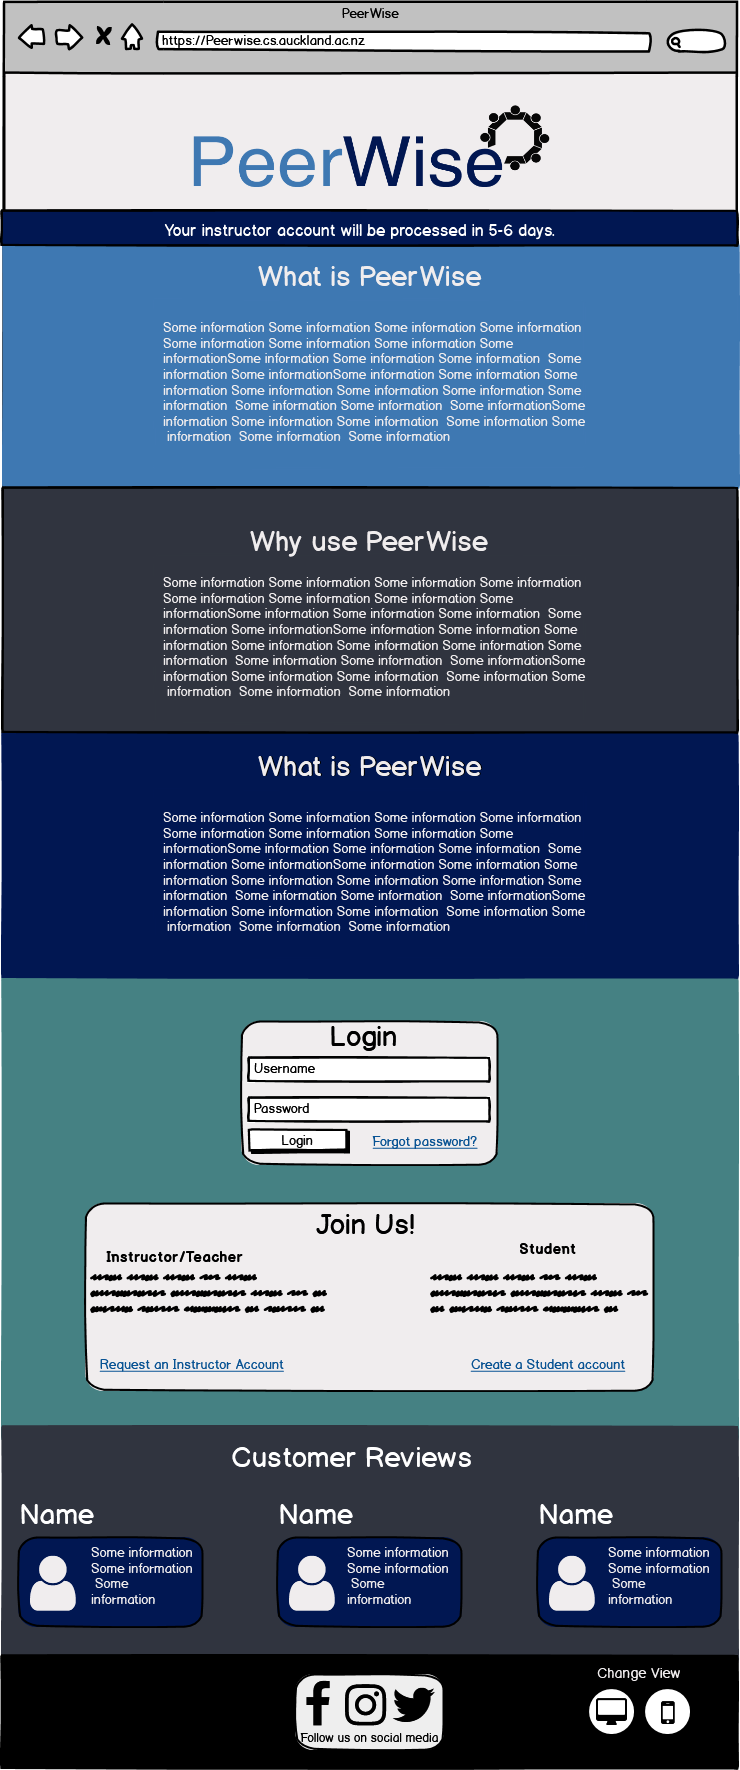 PeerWise
https://Peerwise.cs.auckland.ac.nz
PeerWise
Your instructor account will be processed in 5-6 days.
What is PeerWise
Some information Some information Some information Some information
Some information Some information Some information Some
informationSome information Some information Some information  Some
information Some informationSome information Some information Some
information Some information Some information Some information Some
information  Some information Some information  Some informationSome
information Some information Some information  Some information Some
information  Some information  Some information
Why use PeerWise
Some information Some information Some information Some information
Some information Some information Some information Some
informationSome information Some information Some information  Some
information Some informationSome information Some information Some
information Some information Some information Some information Some
information  Some information Some information  Some informationSome
information Some information Some information  Some information Some
information  Some information  Some information
What is PeerWise
Some information Some information Some information Some information
Some information Some information Some information Some
informationSome information Some information Some information  Some
information Some informationSome information Some information Some
information Some information Some information Some information Some
information  Some information Some information  Some informationSome
information Some information Some information  Some information Some
information  Some information  Some information
Login
Username
Password
Login
Forgot password?
Join Us!
Instructor/Teacher
Student
Request an Instructor Account
Create a Student account
Customer Reviews
Name
Some information
Some information
Some
information
Name
Some information
Some information
Some
information
Name
Some information
Some information
Some
information
Follow us on social media
Change View